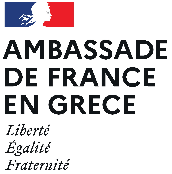 AMBASSADE
DE FRANCE
EN GRECE
Liberté
Égalité
Fraternité